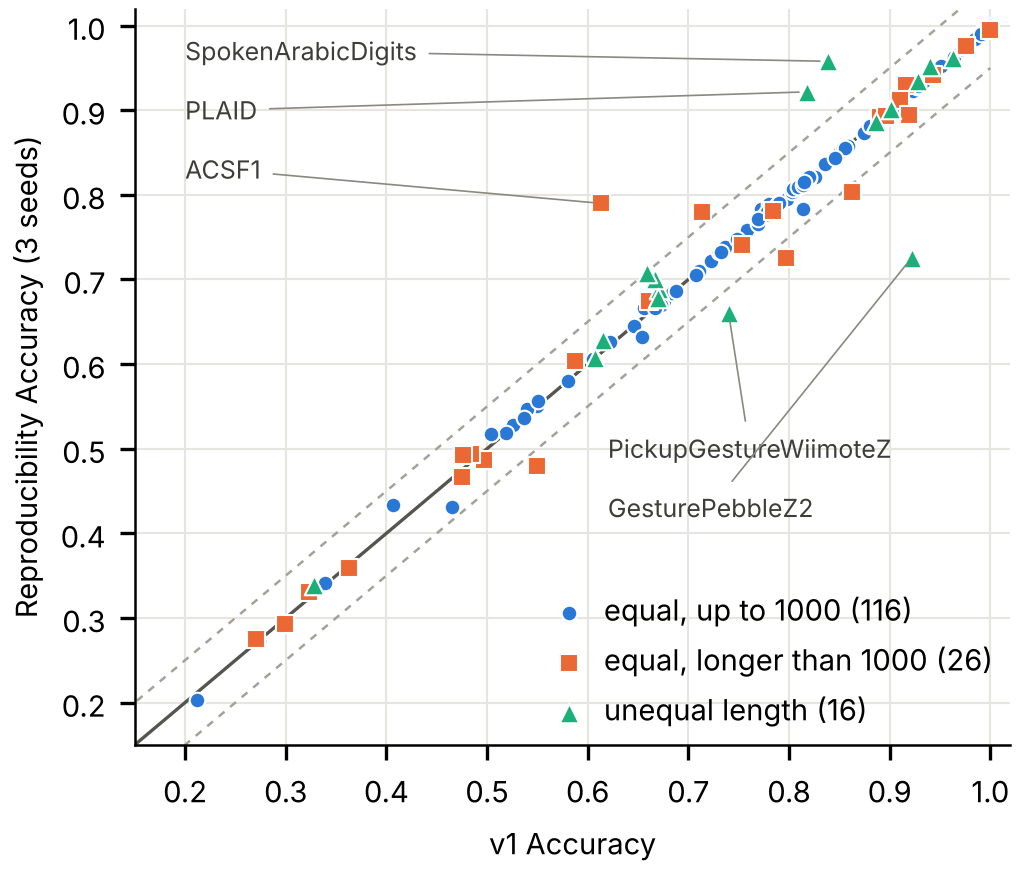 Reproducibility Accuracy (3 seeds)
1.0
0.9
0.8
0.7
0.6
0.5
0.4
0.3
0.2
SpokenArabicDigits
PLAID
ACSF1
PickupGestureWiimoteZ
GesturePebbleZ2
equal, up to 1000 (116)
equal, longer than 1000 (26)
unequal length (16)
0.2 0.3 0.4 0.5 0.6 0.7 0.8 0.9 1.0
v1 Accuracy